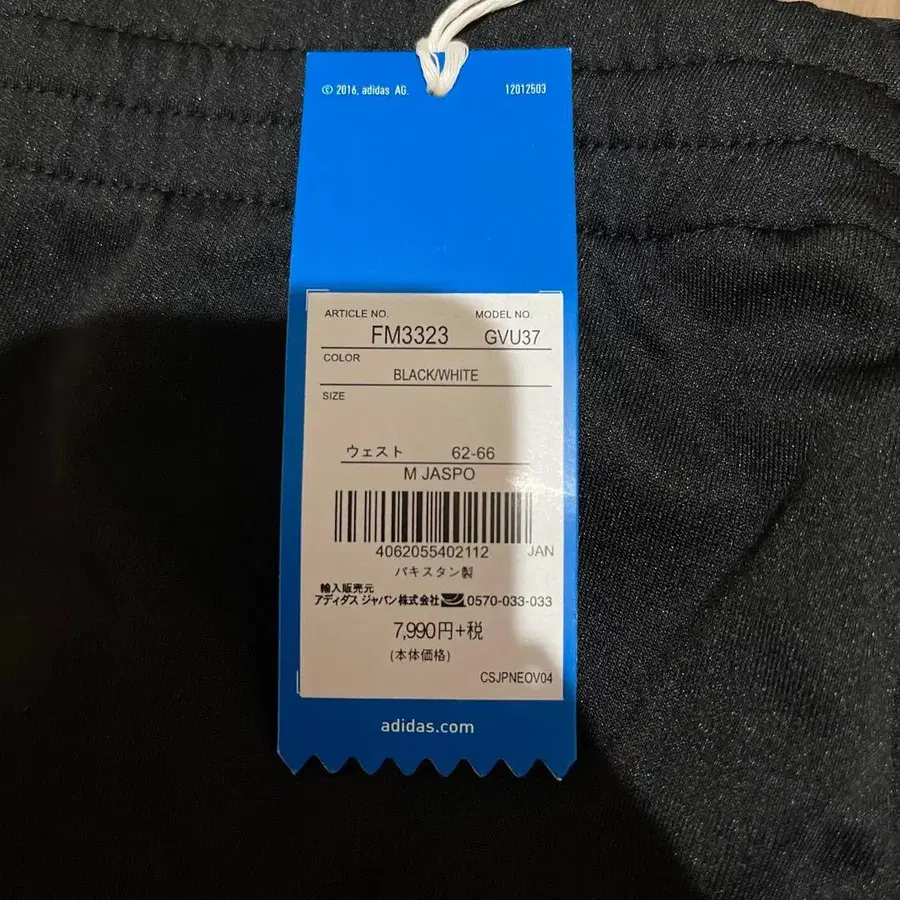 © 2016, adidas AG. 12012503
ARTICLE NO. MODEL NO.
FM3323 GVU37
COLOR
BLACK/WHITE
SIZE
ウェスト 62-66
M JASPO
4062055402112 JAN
パキスタン製
輸入販売元
アディダス ジャパン株式会社 0570-033-033
7,990円+税
(本体価格)
CSJPNEOV04
adidas.com